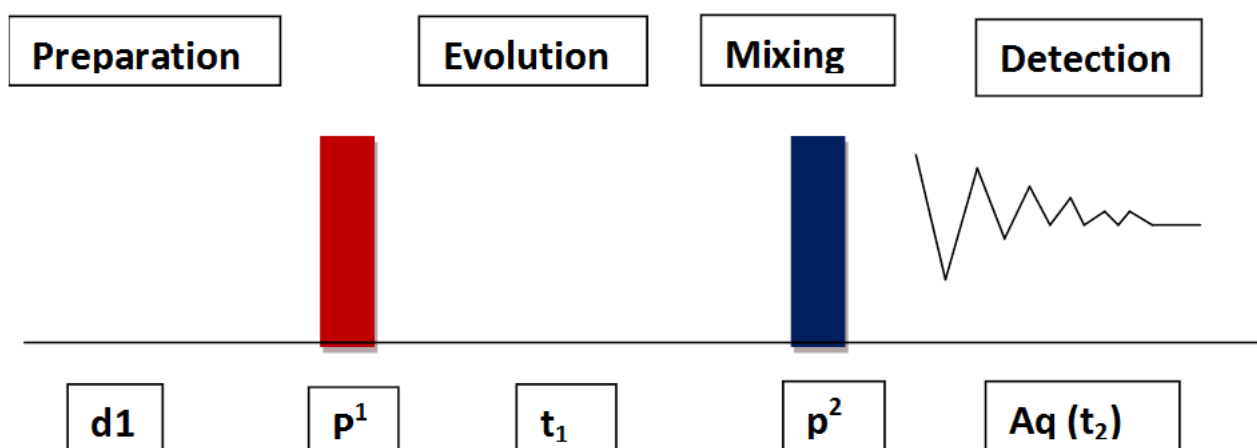 Preparation
Evolution
Mixing
Detection
d1
P¹
t₁
p²
Aq (t₂)